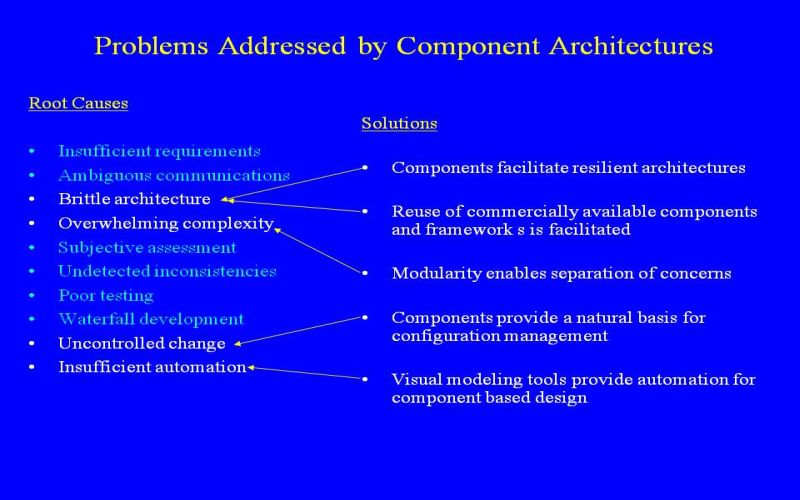 Problems Addressed by Component Architectures
Root Causes
• Insufficient requirements
• Ambiguous communications
• Brittle architecture
• Overwhelming complexity
• Subjective assessment
• Undetected inconsistencies
• Poor testing
• Waterfall development
• Uncontrolled change
• Insufficient automation
Solutions
• Components facilitate resilient architectures
• Reuse of commercially available components
and framework s is facilitated
• Modularity enables separation of concerns
• Components provide a natural basis for
configuration management
• Visual modeling tools provide automation for
component based design